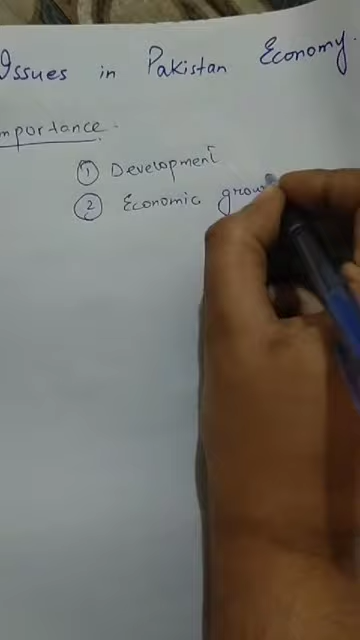 Issues in Pakistan Economy.
mportance.
① Development
② Economic grow